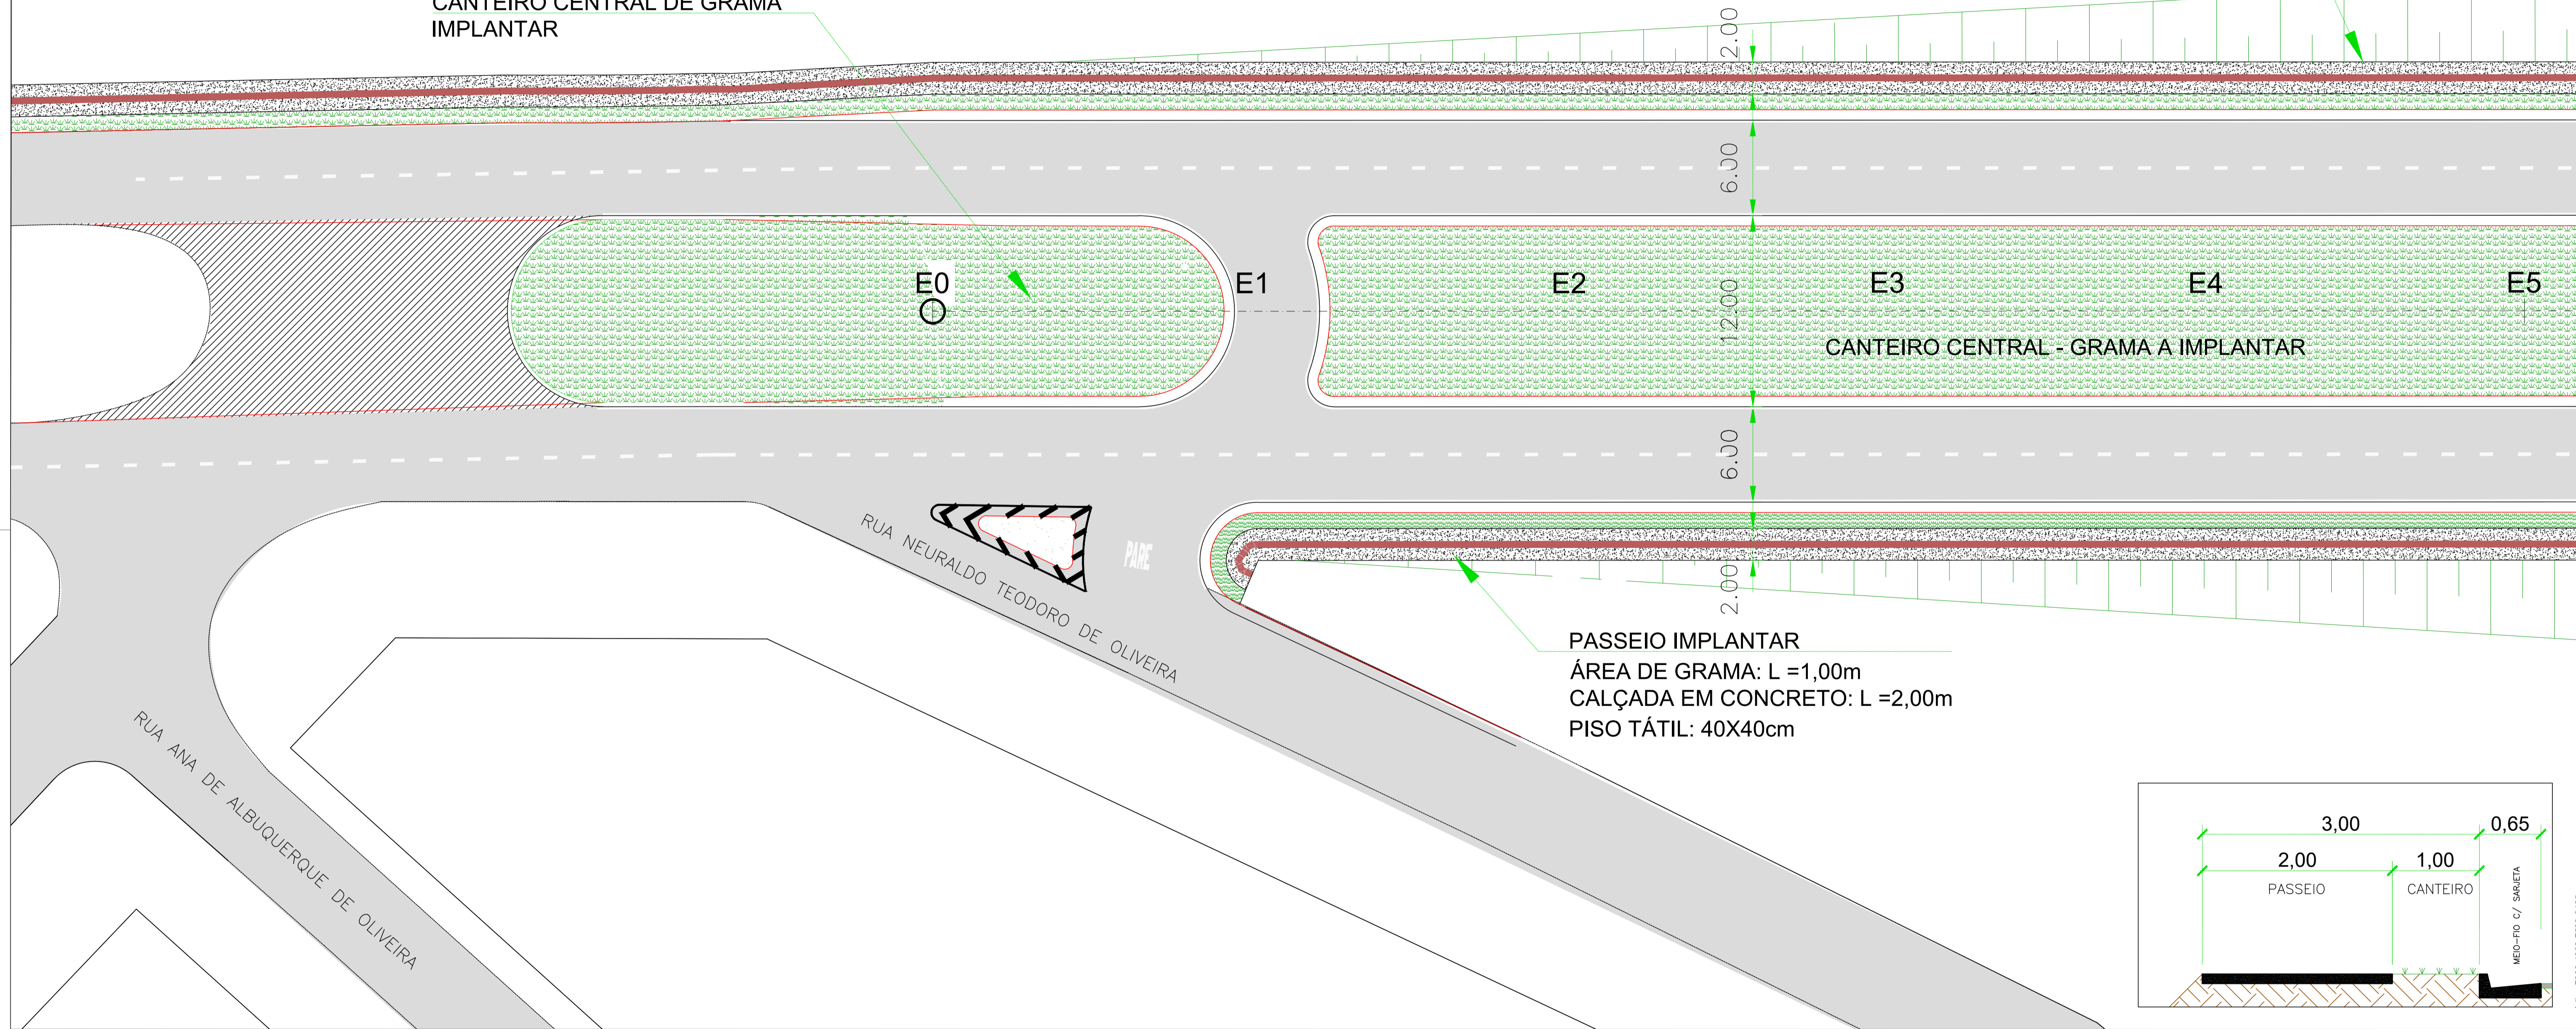 CANTEIRO CENTRAL DE GRAMA
IMPLANTAR
2.00
6.00
E0
E1
E2
E3
E4
E5
12.00
CANTEIRO CENTRAL - GRAMA A IMPLANTAR
6.00
RUA NEURALDO TEODORO DE OLIVEIRA
PARE
2.00
PASSEIO IMPLANTAR
ÁREA DE GRAMA: L =1,00m
CALÇADA EM CONCRETO: L =2,00m
PISO TÁTIL: 40X40cm
RUA ANA DE ALBUQUERQUE DE OLIVEIRA
3,00
0,65
2,00
1,00
PASSEIO
CANTEIRO
MEIO-FIO C/ SARJETA